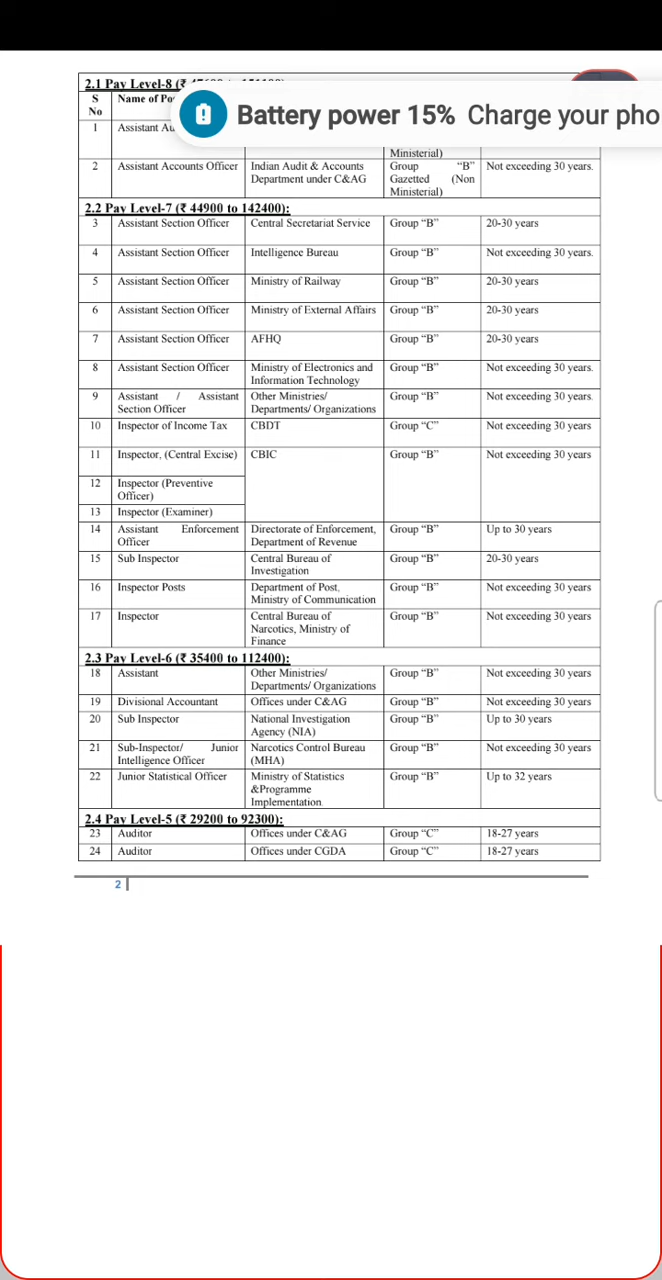 2.1 Pay Level-8 (₹
S No Name of
Battery power 15% Charge your pho
1 Assistant
Ministerial)
2 Assistant Accounts Officer Indian Audit & Accounts Department under C&AG Group “B” Gazetted (Non Ministerial) Not exceeding 30 years.
2.2 Pay Level-7 (₹ 44900 to 142400):
3 Assistant Section Officer Central Secretariat Service Group “B” 20-30 years
4 Assistant Section Officer Intelligence Bureau Group “B” Not exceeding 30 years.
5 Assistant Section Officer Ministry of Railway Group “B” 20-30 years
6 Assistant Section Officer Ministry of External Affairs Group “B” 20-30 years
7 Assistant Section Officer AFHQ Group “B” 20-30 years
8 Assistant Section Officer Ministry of Electronics and Information Technology Group “B” Not exceeding 30 years.
9 Assistant / Assistant Section Officer Other Ministries/ Departments/ Organizations Group “B” Not exceeding 30 years.
10 Inspector of Income Tax CBDT Group “C” Not exceeding 30 years
11 Inspector, (Central Excise) CBIC Group “B” Not exceeding 30 years
12 Inspector (Preventive Officer)
13 Inspector (Examiner)
14 Assistant Enforcement Officer Directorate of Enforcement, Department of Revenue Group “B” Up to 30 years
15 Sub Inspector Central Bureau of Investigation Group “B” 20-30 years
16 Inspector Posts Department of Post, Ministry of Communication Group “B” Not exceeding 30 years
17 Inspector Central Bureau of Narcotics, Ministry of Finance Group “B” Not exceeding 30 years
2.3 Pay Level-6 (₹ 35400 to 112400):
18 Assistant Other Ministries/ Departments/ Organizations Group “B” Not exceeding 30 years
19 Divisional Accountant Offices under C&AG Group “B” Not exceeding 30 years
20 Sub Inspector National Investigation Agency (NIA) Group “B” Up to 30 years
21 Sub-Inspector/ Junior Intelligence Officer Narcotics Control Bureau (MHA) Group “B” Not exceeding 30 years
22 Junior Statistical Officer Ministry of Statistics &Programme Implementation. Group “B” Up to 32 years
2.4 Pay Level-5 (₹ 29200 to 92300):
23 Auditor Offices under C&AG Group “C” 18-27 years
24 Auditor Offices under CGDA Group “C” 18-27 years
2 |